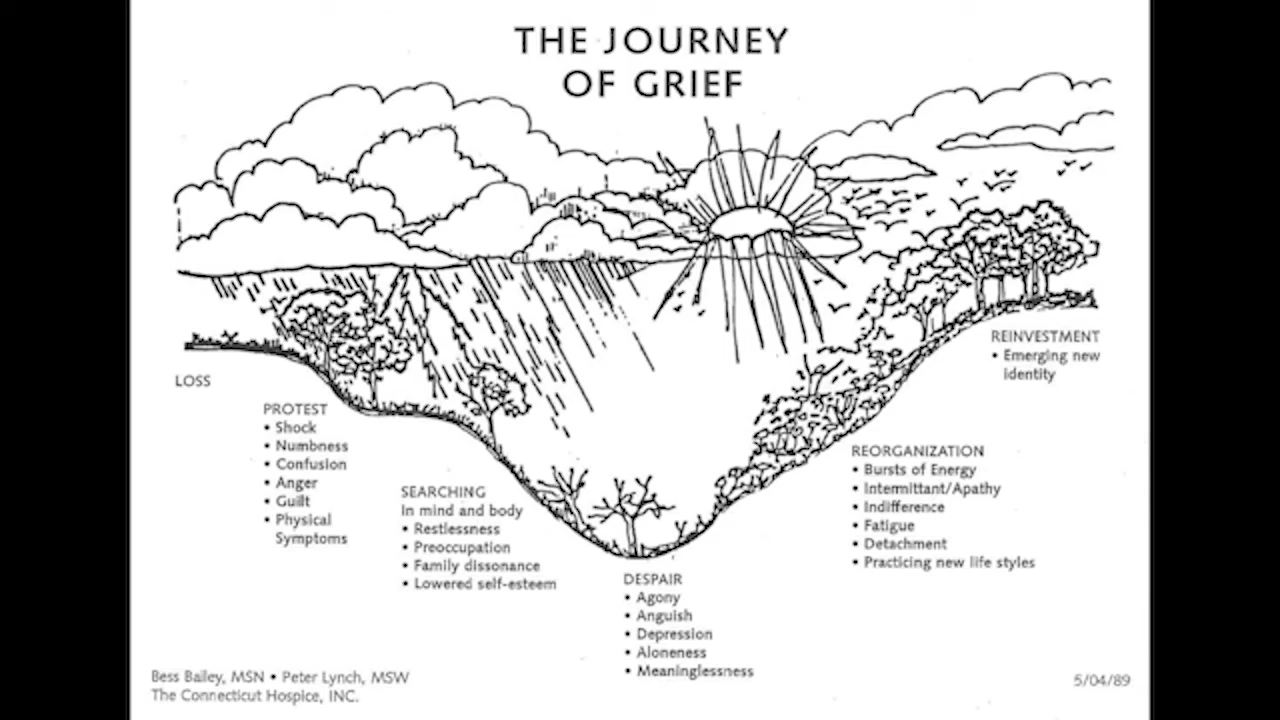 THE JOURNEY
OF GRIEF
LOSS
PROTEST
• Shock
• Numbness
• Confusion
• Anger
• Guilt
• Physical
Symptoms
SEARCHING
In mind and body
• Restlessness
• Preoccupation
• Family dissonance
• Lowered self-esteem
DESPAIR
• Agony
• Anguish
• Depression
• Aloneness
• Meaninglessness
REORGANIZATION
• Bursts of Energy
• Intermittant/Apathy
• Indifference
• Fatigue
• Detachment
• Practicing new life styles
REINVESTMENT
• Emerging new
identity
Bess Bailey, MSN • Peter Lynch, MSW
The Connecticut Hospice, INC.
5/04/89